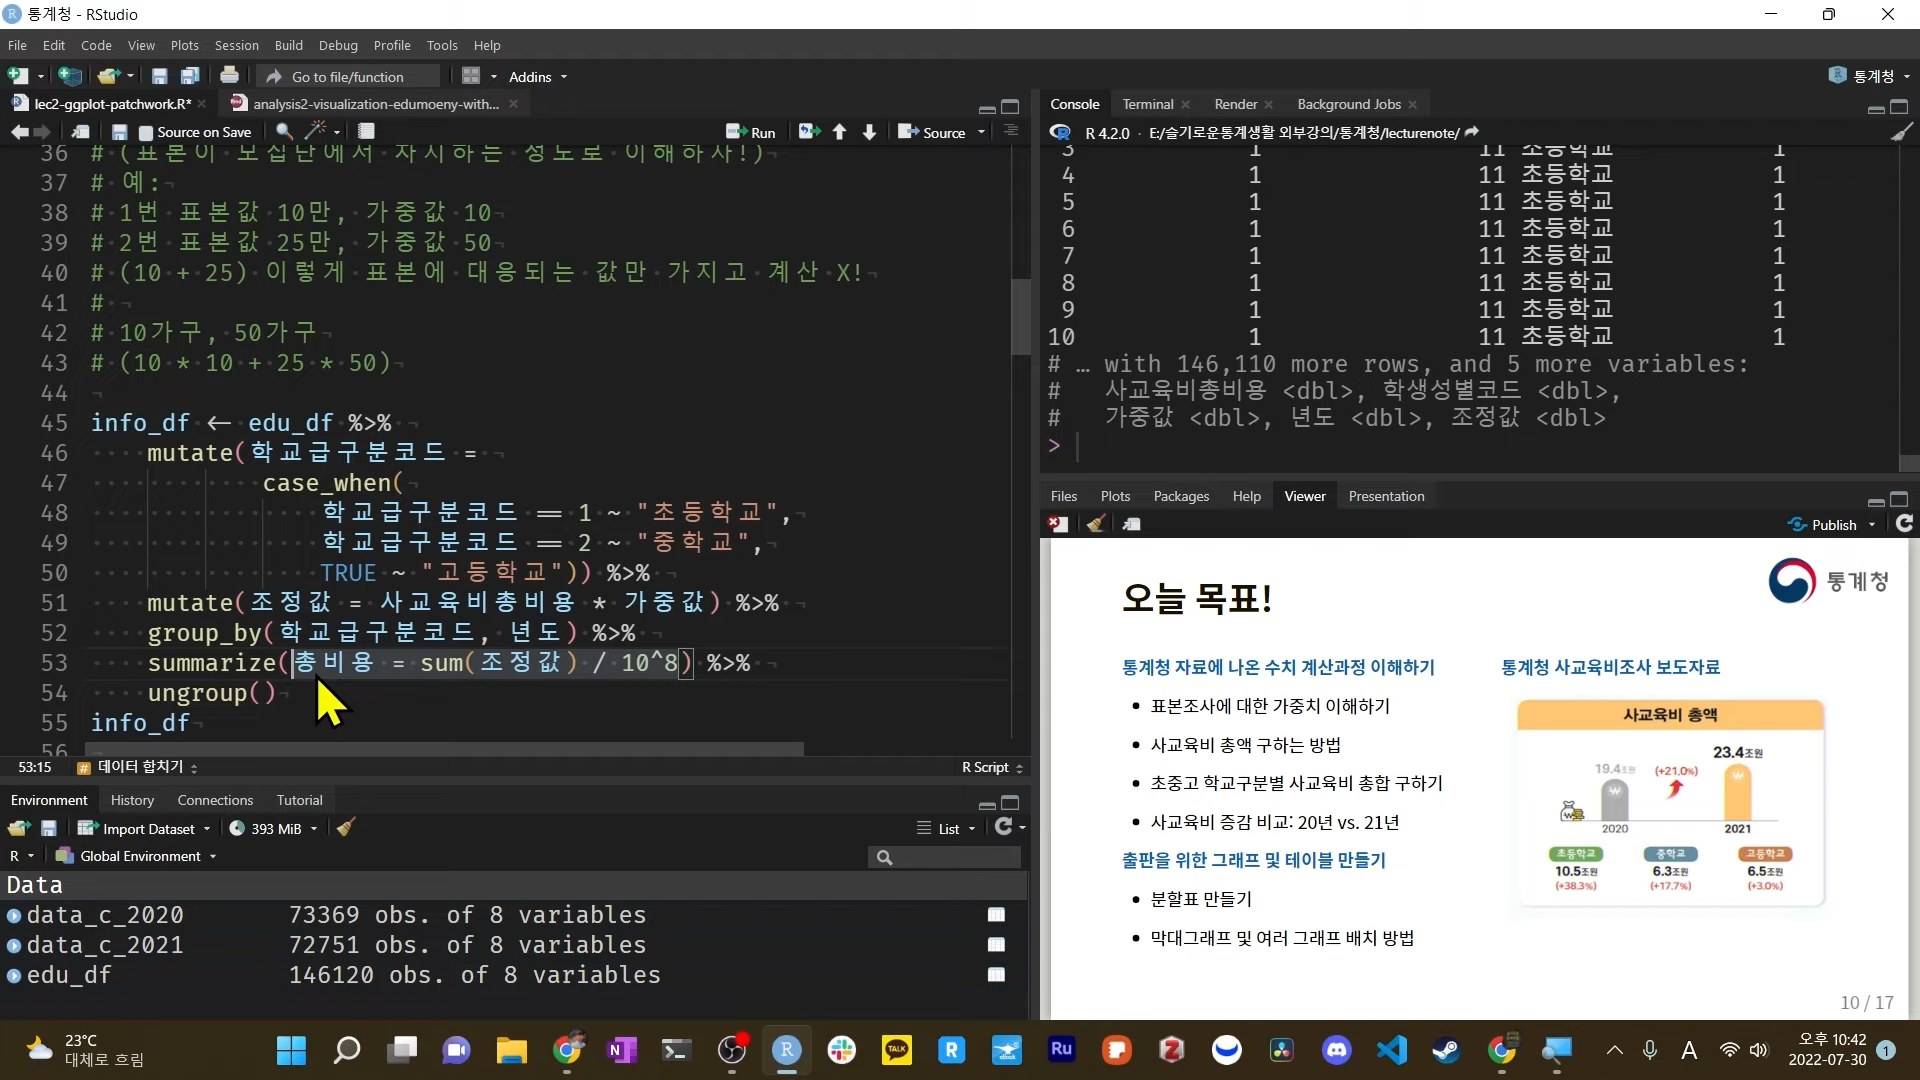 통계청 - RStudio
File Edit Code View Plots Session Build Debug Profile Tools Help
Go to file/function
Addins
통계청
lec2-ggplot-patchwork.R*
analysis2-visualization-edumoeny-with...
Source on Save
Run
Source
36 # (표본이 모집단에서 차지하는 정도로 이해하자!)
37 # 예:
38 # 1번 표본값 10만, 가중값 10
39 # 2번 표본값 25만, 가중값 50
40 # (10 + 25) 이렇게 표본에 대응되는 값만 가지고 계산 X!
41 #
42 # 10가구, 50가구
43 # (10 * 10 + 25 * 50)
44
45 info_df <- edu_df %>%
46 mutate(학교급구분코드 =
47 case_when(
48 학교급구분코드 == 1 ~ "초등학교",
49 학교급구분코드 == 2 ~ "중학교",
50 TRUE ~ "고등학교")) %>%
51 mutate(조정값 = 사교육비총비용 * 가중값) %>%
52 group_by(학교급구분코드, 년도) %>%
53 summarize(총비용 = sum(조정값) / 10^8) %>%
54 ungroup()
55 info_df
56
53:15
# 데이터 합치기
R Script
Environment History Connections Tutorial
Import Dataset
393 MiB
List
R
Global Environment
Data
data_c_2020 73369 obs. of 8 variables
data_c_2021 72751 obs. of 8 variables
edu_df 146120 obs. of 8 variables
Console Terminal Render Background Jobs
R 4.2.0 · E:/슬기로운통계생활 외부강의/통계청/lecturenote/
3 1 11 초등학교 1
4 1 11 초등학교 1
5 1 11 초등학교 1
6 1 11 초등학교 1
7 1 11 초등학교 1
8 1 11 초등학교 1
9 1 11 초등학교 1
10 1 11 초등학교 1
# … with 146,110 more rows, and 5 more variables:
# 사교육비총비용 <dbl>, 학생성별코드 <dbl>,
# 가중값 <dbl>, 년도 <dbl>, 조정값 <dbl>
>
Files Plots Packages Help Viewer Presentation
Publish
오늘 목표!
통계청
통계청 자료에 나온 수치 계산과정 이해하기
• 표본조사에 대한 가중치 이해하기
• 사교육비 총액 구하는 방법
• 초중고 학교구분별 사교육비 총합 구하기
• 사교육비 증감 비교: 20년 vs. 21년
출판을 위한 그래프 및 테이블 만들기
• 분할표 만들기
• 막대그래프 및 여러 그래프 배치 방법
통계청 사교육비조사 보도자료
사교육비 총액
23.4조원
19.4조원
(+21.0%)
2020 2021
초등학교 중학교 고등학교
10.5조원 6.3조원 6.5조원
(+38.3%) (+17.7%) (+3.0%)
10 / 17
23°C
대체로 흐림
TALK
Ru
A
오후 10:42
2022-07-30
1